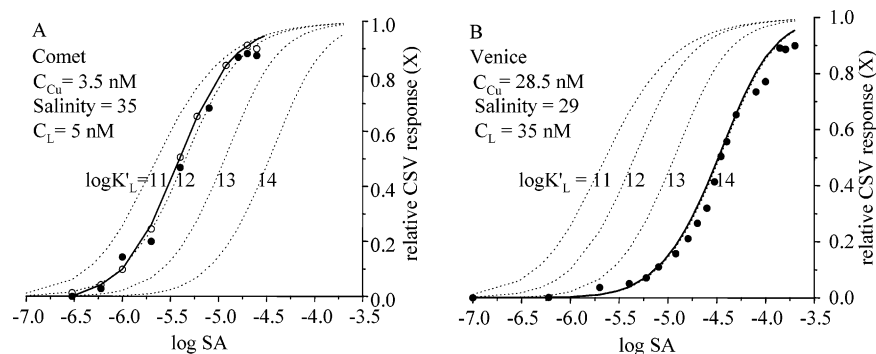 A
Comet
C_Cu= 3.5 nM
Salinity = 35
C_L= 5 nM
logK'_L=11 12 13 14
1.0
0.8
0.6
0.4
0.2
0.0
relative CSV response (X)
-7.0 -6.5 -6.0 -5.5 -5.0 -4.5 -4.0
log SA
B
Venice
C_Cu= 28.5 nM
Salinity = 29
C_L = 35 nM
logK'_L = 11 12 13 14
1.0
0.8
0.6
0.4
0.2
0.0
relative CSV response (X)
-7.0 -6.5 -6.0 -5.5 -5.0 -4.5 -4.0
log SA